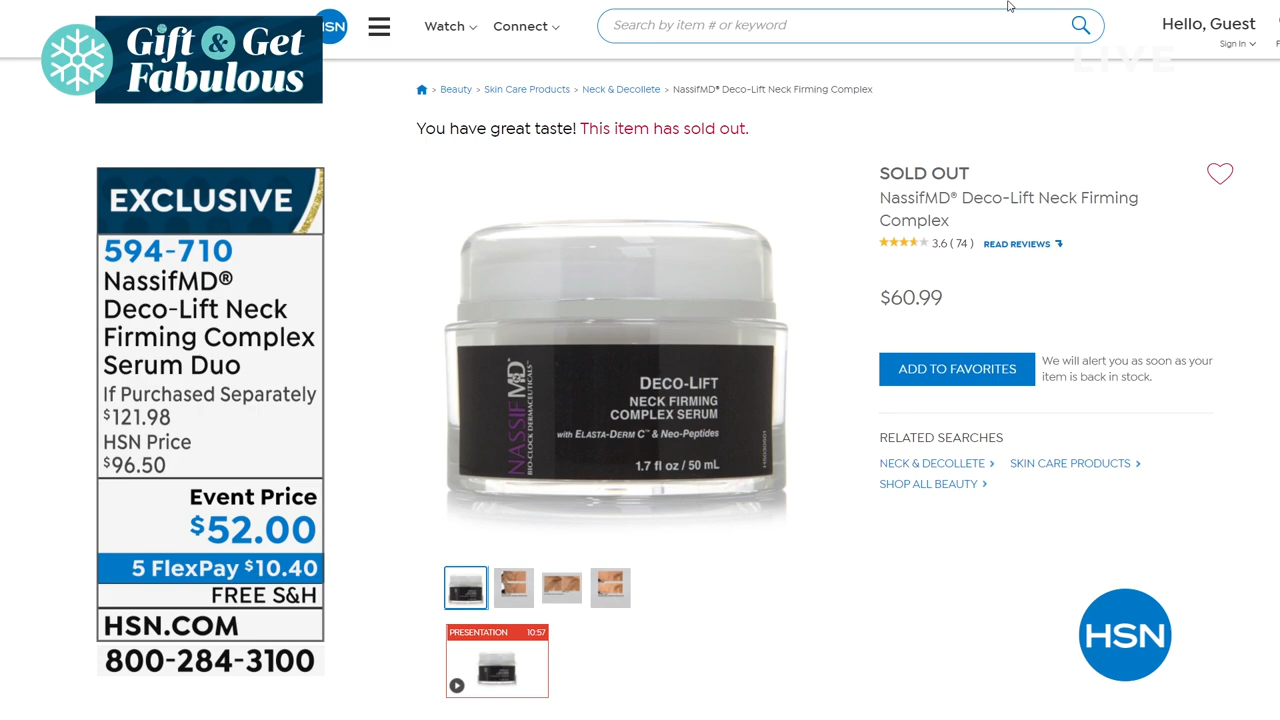 Gift & Get
Fabulous
HSN
Watch
Connect
Search by item # or keyword
Hello, Guest
Sign In
LIVE
Beauty > Skin Care Products > Neck & Decollete > NassifMD® Deco-Lift Neck Firming Complex
You have great taste! This item has sold out.
EXCLUSIVE
594-710
NassifMD®
Deco-Lift Neck
Firming Complex
Serum Duo
If Purchased Separately
$121.98
HSN Price
$96.50
Event Price
$52.00
5 FlexPay $10.40
FREE S&H
HSN.COM
800-284-3100
NASSIFMD®
BIO-CLOCK DERMACEUTICALS™
DECO-LIFT
NECK FIRMING
COMPLEX SERUM
with ELASTA-DERM C™ & Neo-Peptides
1.7 fl oz / 50 mL
PRESENTATION 10:57
SOLD OUT
NassifMD® Deco-Lift Neck Firming
Complex
3.6 ( 74 ) READ REVIEWS
$60.99
ADD TO FAVORITES
We will alert you as soon as your
item is back in stock.
RELATED SEARCHES
NECK & DECOLLETE > SKIN CARE PRODUCTS >
SHOP ALL BEAUTY >
HSN